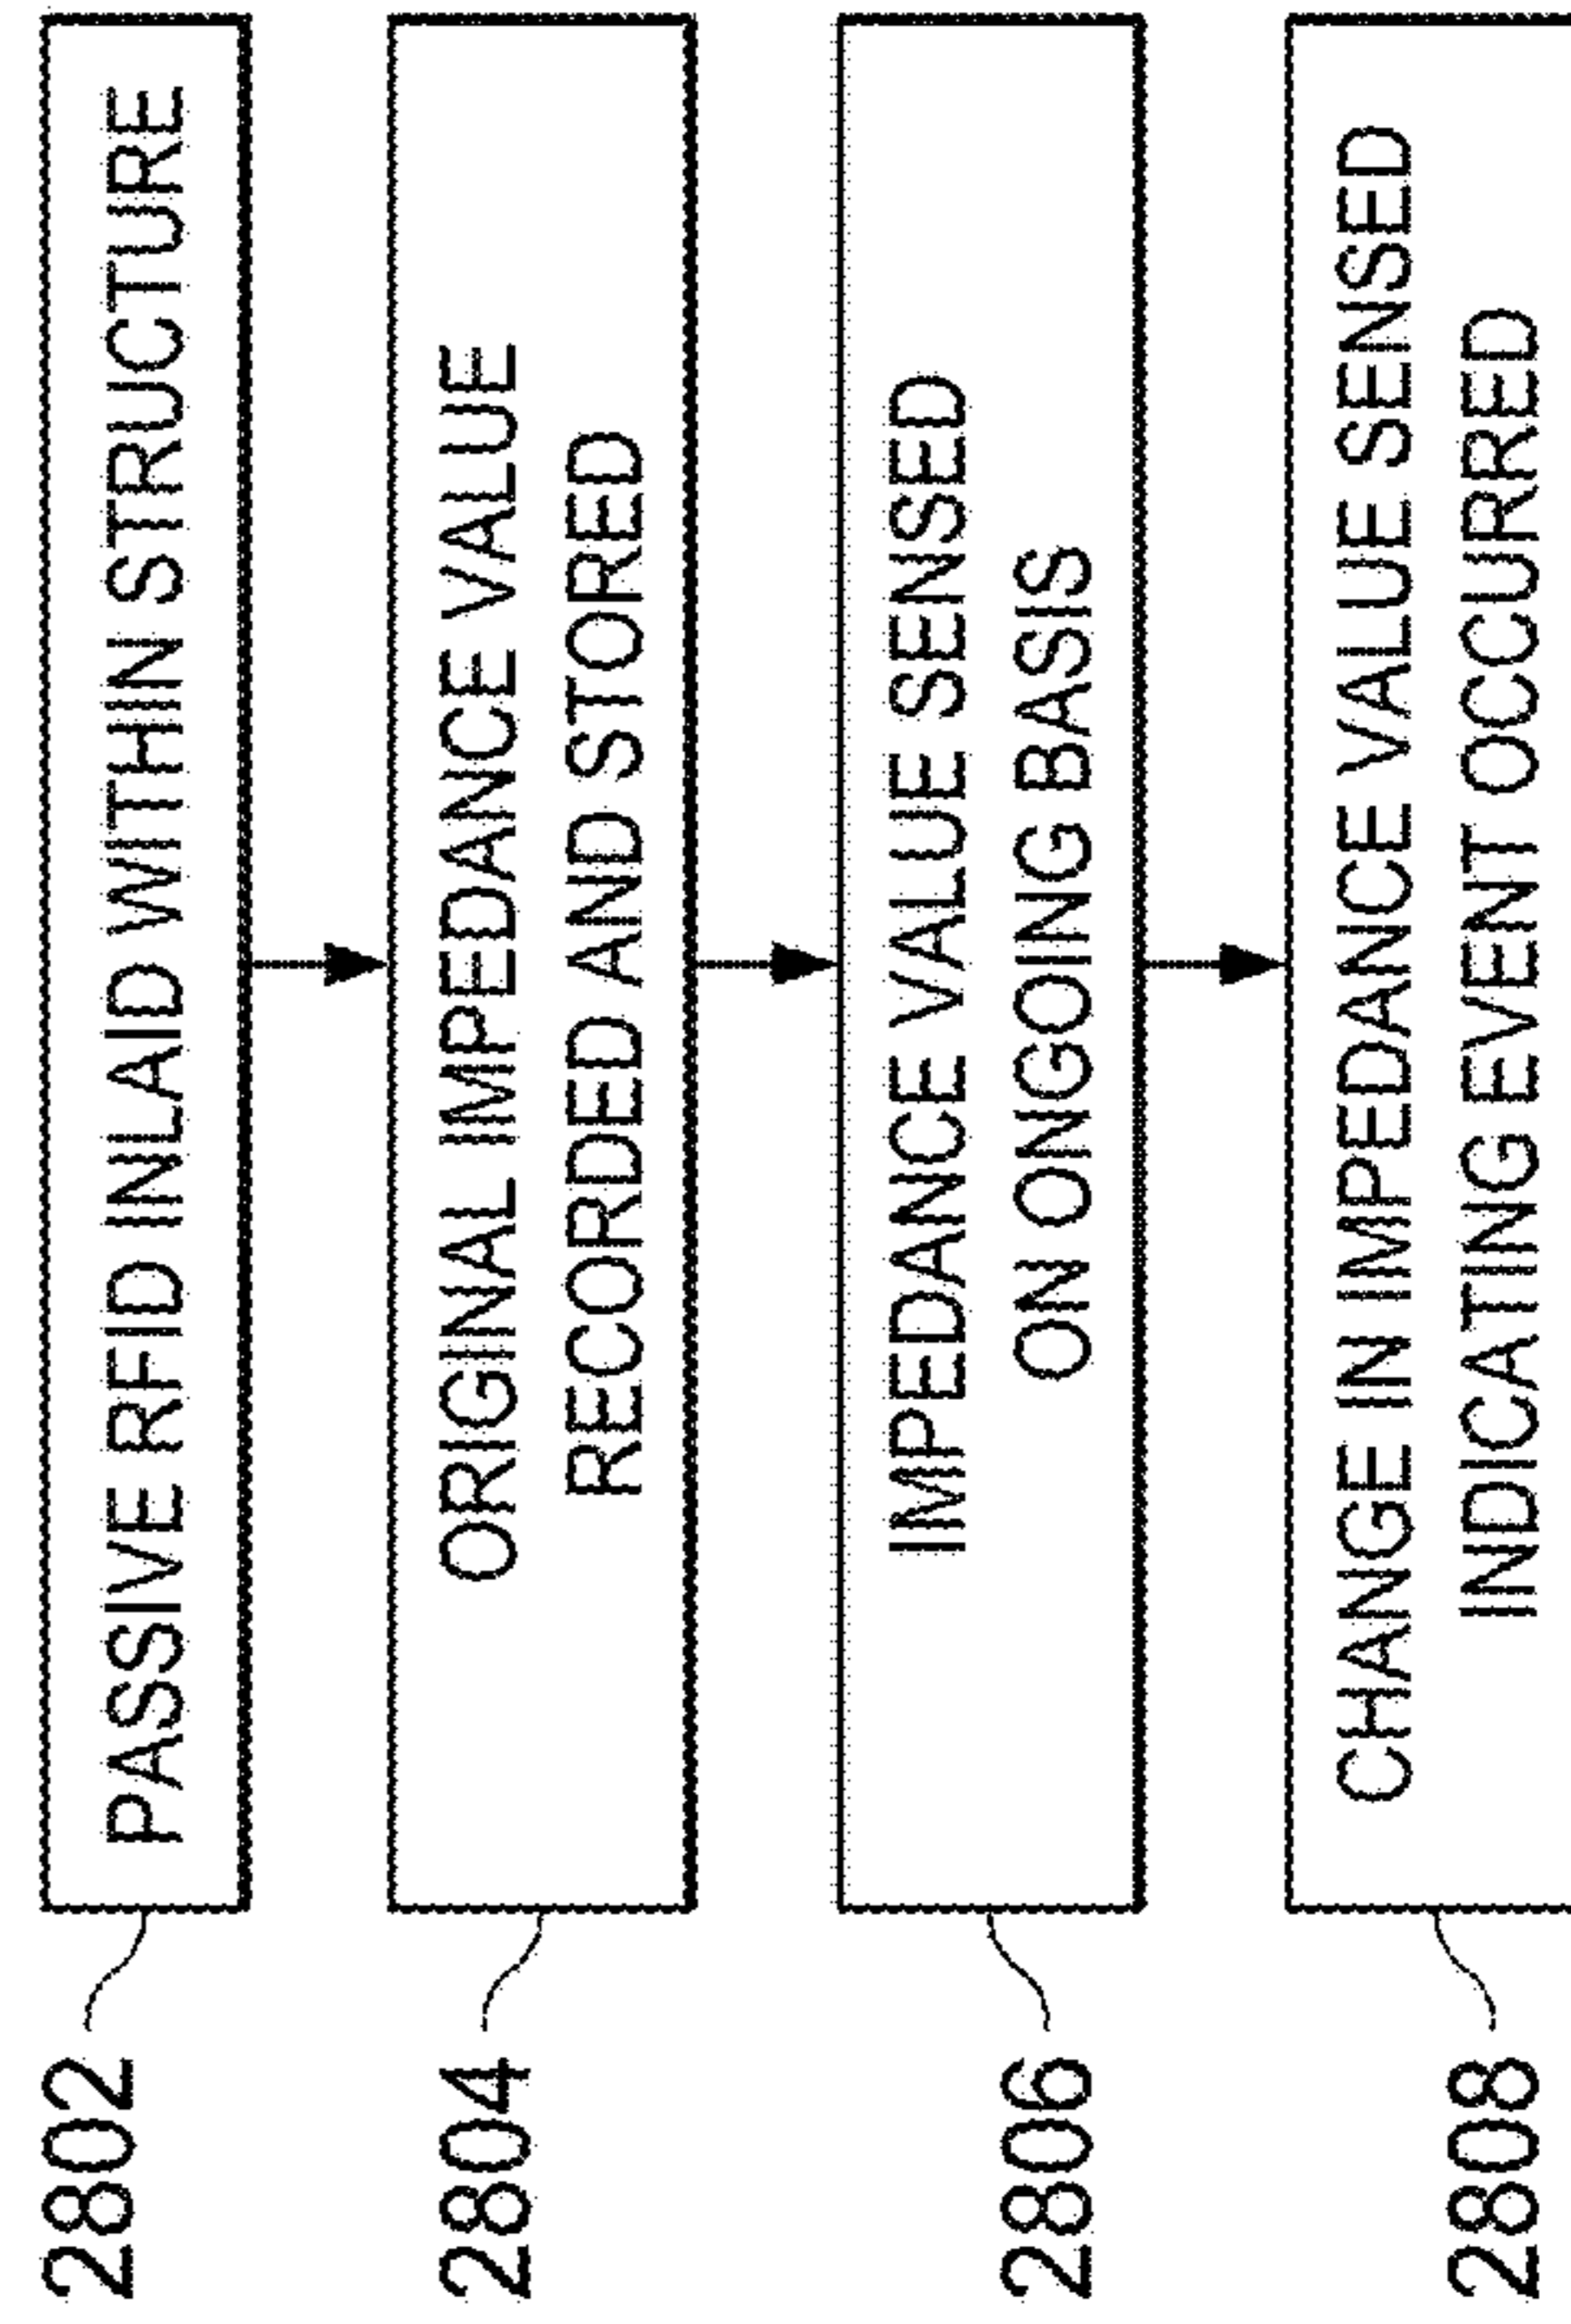 2802
PASSIVE RFID INLAID WITHIN STRUCTURE
2804
ORIGINAL IMPEDANCE VALUE
RECORDED AND STORED
2806
IMPEDANCE VALUE SENSED
ON ONGOING BASIS
2808
CHANGE IN IMPEDANCE VALUE SENSED
INDICATING EVENT OCCURRED